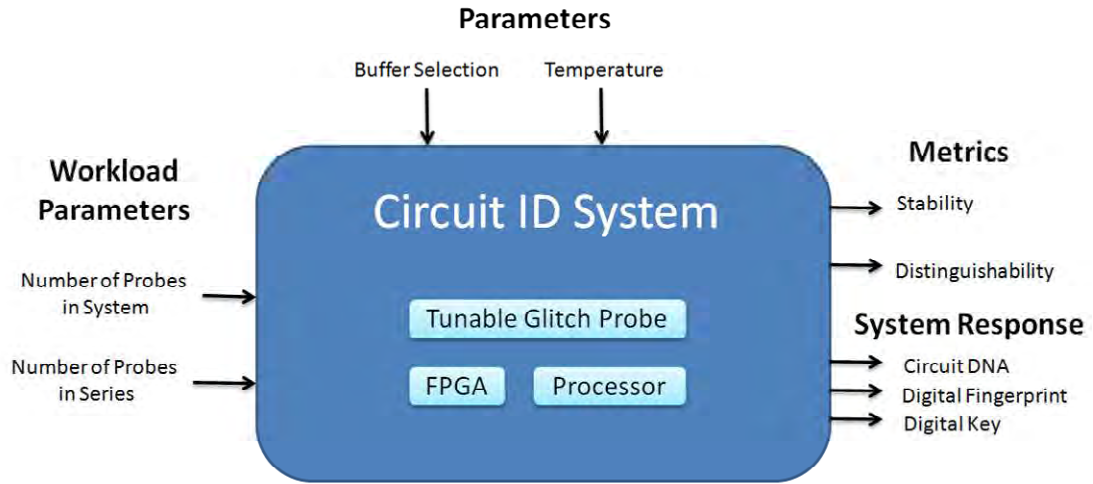 Parameters
Buffer Selection
Temperature
Workload
Parameters
Number of Probes
in System
Number of Probes
in Series
Circuit ID System
Tunable Glitch Probe
FPGA
Processor
Metrics
Stability
Distinguishability
System Response
Circuit DNA
Digital Fingerprint
Digital Key